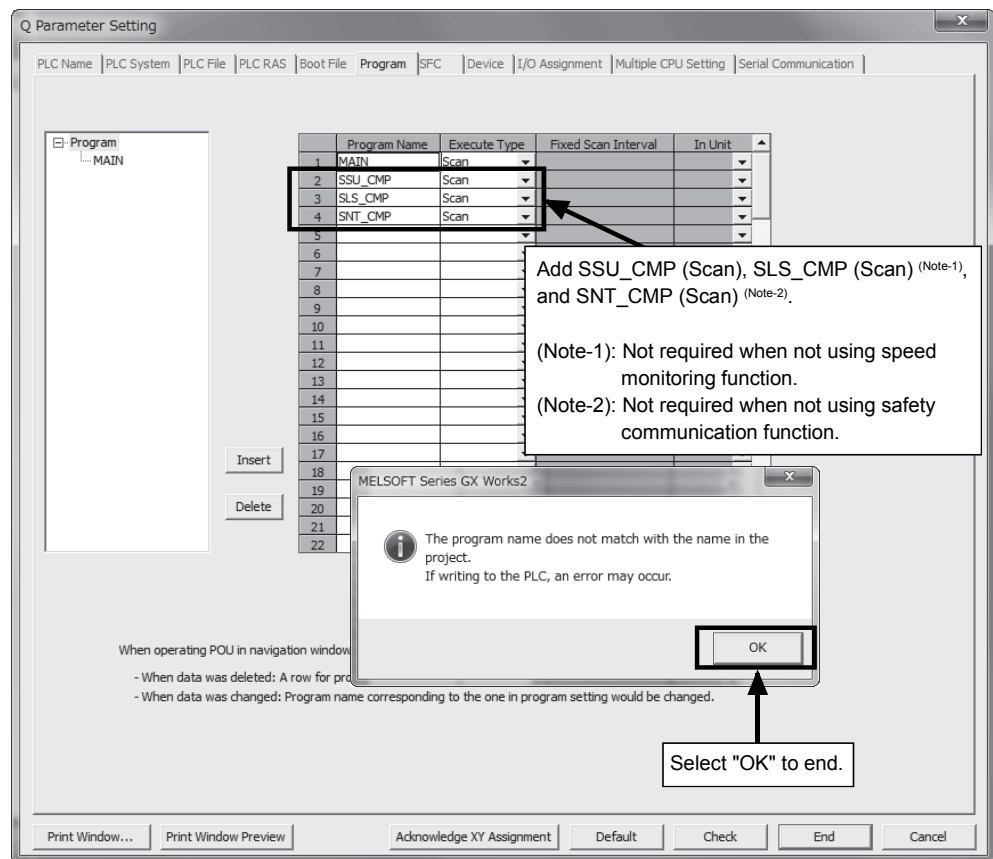 Q Parameter Setting
PLC Name PLC System PLC File PLC RAS Boot File Program SFC Device I/O Assignment Multiple CPU Setting Serial Communication
Program
MAIN
Program Name Execute Type Fixed Scan Interval In Unit
1 MAIN Scan
2 SSU_CMP Scan
3 SLS_CMP Scan
4 SNT_CMP Scan
5
6
7
8
9
10
11
12
13
14
15
16
17
18
19
20
21
22
Add SSU_CMP (Scan), SLS_CMP (Scan) (Note-1),
and SNT_CMP (Scan) (Note-2).
(Note-1): Not required when not using speed
monitoring function.
(Note-2): Not required when not using safety
communication function.
Insert
Delete
MELSOFT Series GX Works2
The program name does not match with the name in the
project.
If writing to the PLC, an error may occur.
OK
When operating POU in navigation window
- When data was deleted: A row for
- When data was changed: Program name corresponding to the one in program setting would be changed.
Select "OK" to end.
Print Window... Print Window Preview Acknowledge XY Assignment Default Check End Cancel